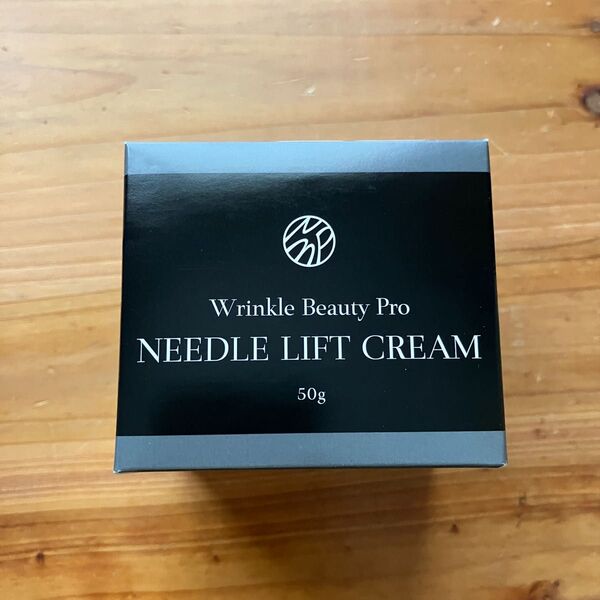 Wrinkle Beauty Pro
NEEDLE LIFT CREAM
50g